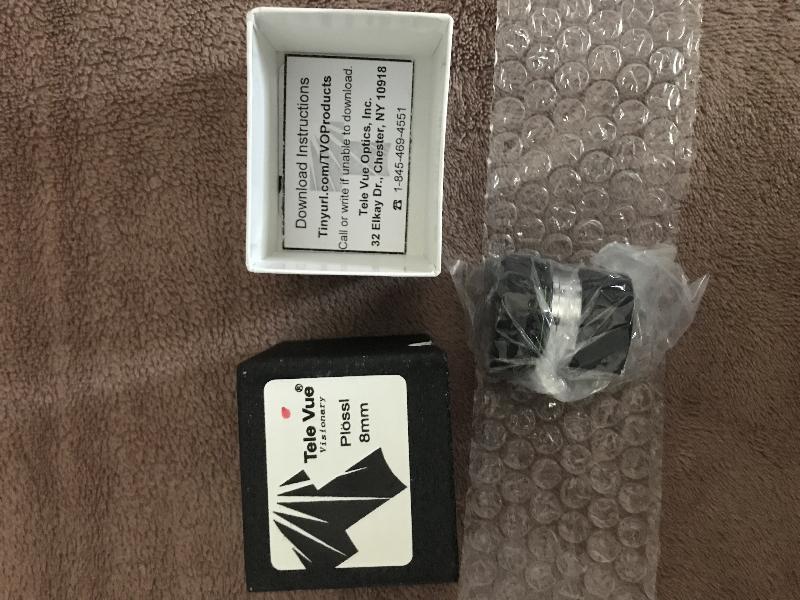 Download Instructions
Tinyurl.com/TVOProducts
Call or write if unable to download.
Tele Vue Optics, Inc.
32 Elkay Dr., Chester, NY 10918
☎ 1-845-469-4551
Tele Vue®
Visionary
Plössl
8mm